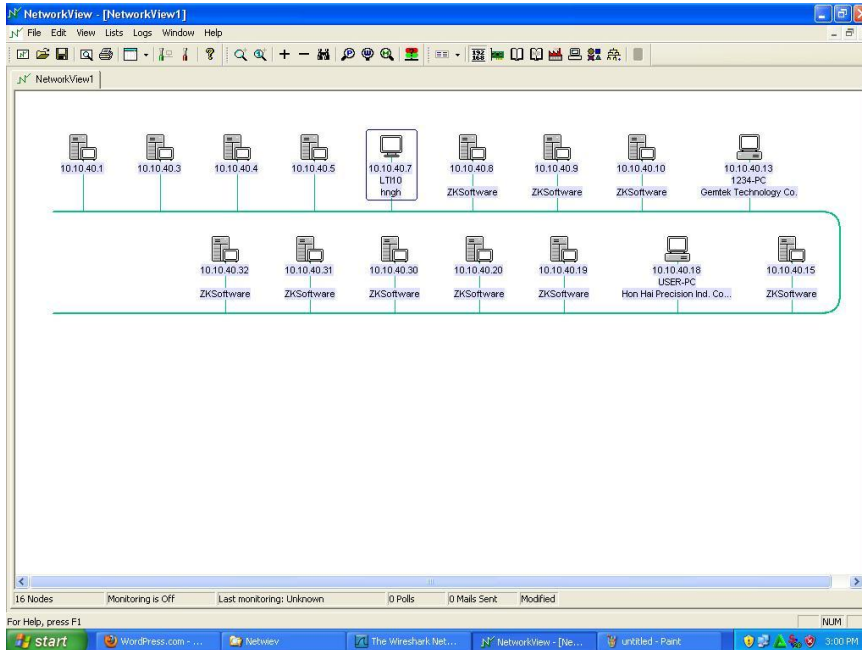 NetworkView - [NetworkView1]
File Edit View Lists Logs Window Help
192
168
NetworkView1
10.10.40.1 10.10.40.3 10.10.40.4 10.10.40.5 10.10.40.7 10.10.40.8 10.10.40.9 10.10.40.10 10.10.40.13
LTI10 1234-PC
hngh ZKSoftware ZKSoftware ZKSoftware Gemtek Technology Co.
10.10.40.32 10.10.40.31 10.10.40.30 10.10.40.20 10.10.40.19 10.10.40.18 10.10.40.15
USER-PC
ZKSoftware ZKSoftware ZKSoftware ZKSoftware ZKSoftware Hon Hai Precision Ind. Co... ZKSoftware
16 Nodes Monitoring is Off Last monitoring: Unknown 0 Polls 0 Mails Sent Modified
For Help, press F1 NUM
start WordPress.com - ... Netwiev The Wireshark Net... NetworkView - [Ne... untitled - Paint 3:00 PM